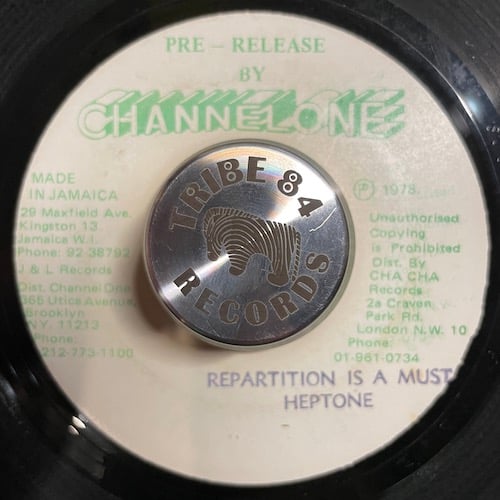 PRE - RELEASE
BY
CHANNEL ONE
MADE
IN JAMAICA
29 Maxfield Ave.
Kingston 13
Jamaica W.I.
Phone: 92-38792
J & L Records
Dist. Channel One
365 Utica Avenue,
Brooklyn
NY. 11213
Phone:
212-773-1100
TRIBE 84
RECORDS
Ⓟ 1978.
Unauthorised
Copying
is Prohibited
Dist. By
CHA CHA
Records
2a Craven
Park Rd.
London N.W. 10
Phone:
01-961-0734
REPARTITION IS A MUST
HEPTONE